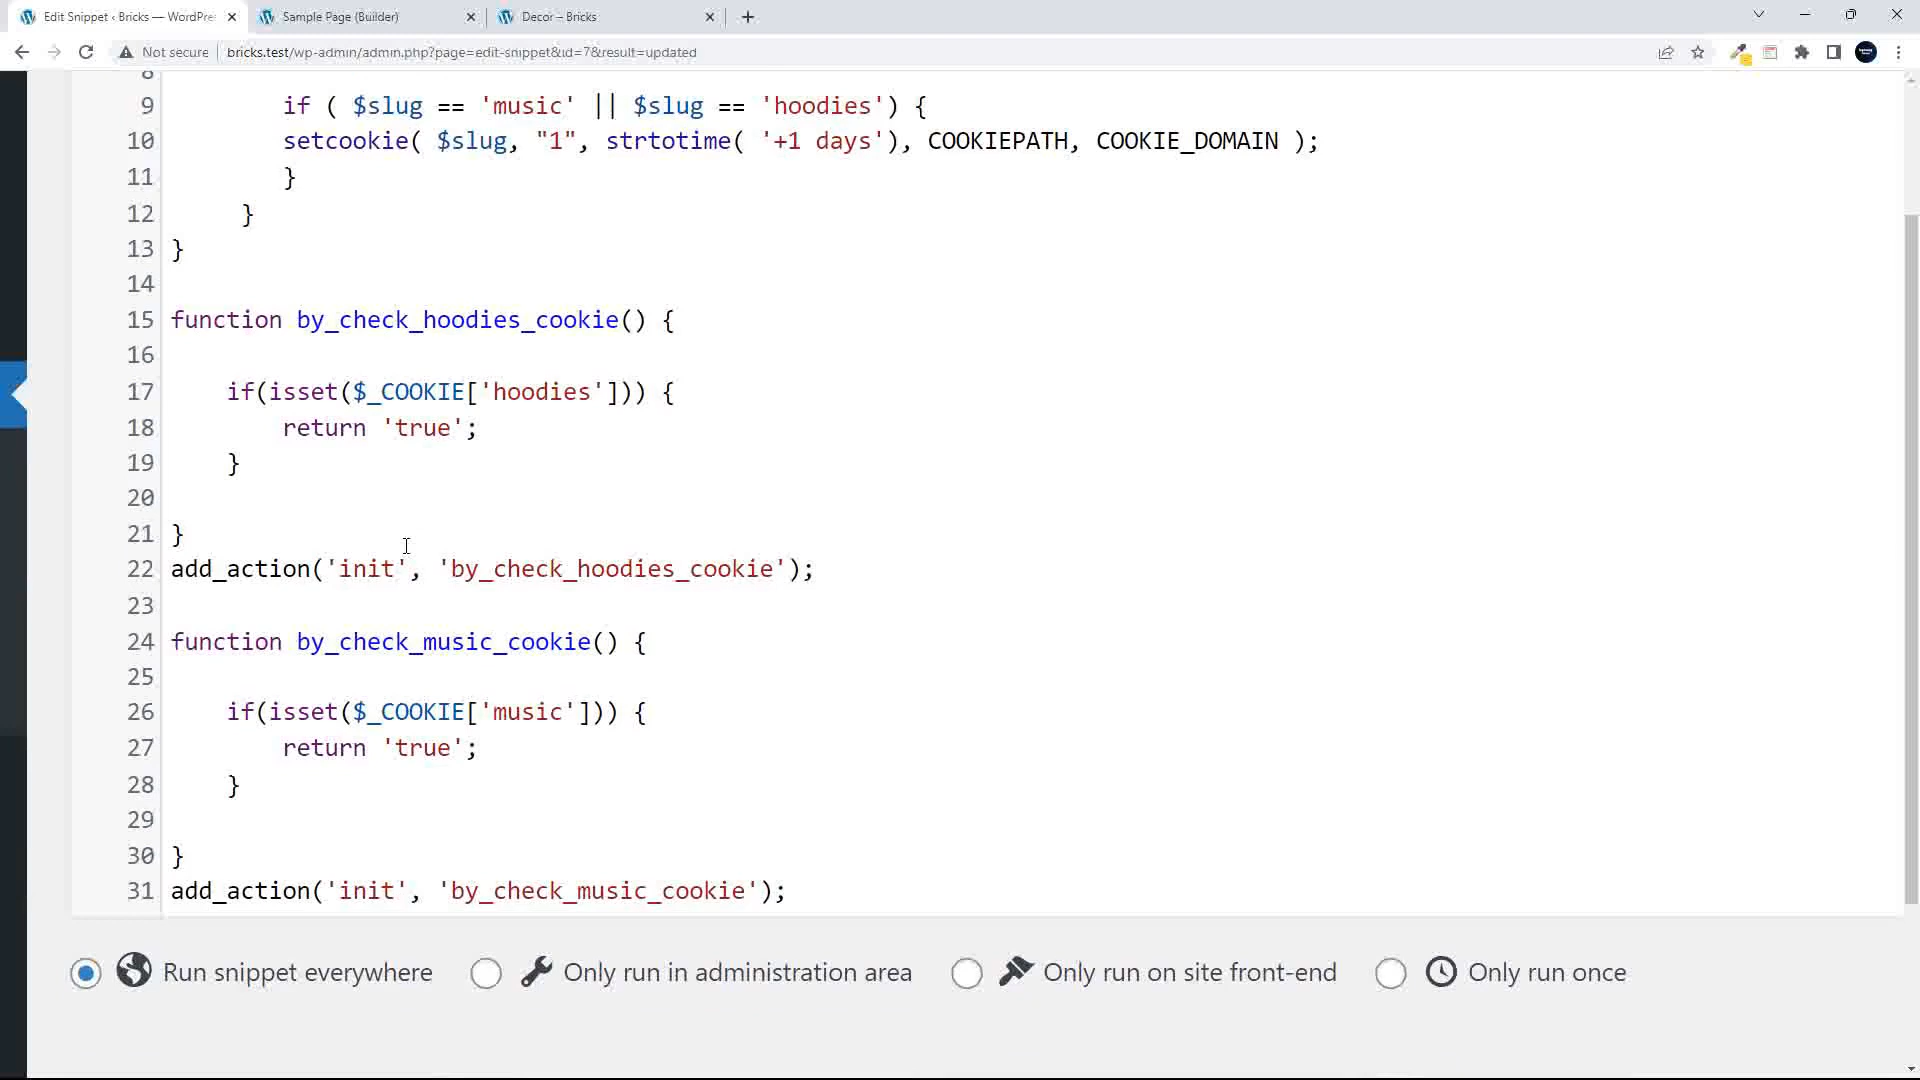 Edit Snippet ‹ Bricks — WordPre
Sample Page (Builder)
Decor – Bricks
Not secure
bricks.test/wp-admin/admin.php?page=edit-snippet&id=7&result=updated
8
9 if ( $slug == 'music' || $slug == 'hoodies') {
10 setcookie( $slug, "1", strtotime( '+1 days'), COOKIEPATH, COOKIE_DOMAIN );
11 }
12 }
13 }
14
15 function by_check_hoodies_cookie() {
16
17 if(isset($_COOKIE['hoodies'])) {
18 return 'true';
19 }
20
21 }
22 add_action('init', 'by_check_hoodies_cookie');
23
24 function by_check_music_cookie() {
25
26 if(isset($_COOKIE['music'])) {
27 return 'true';
28 }
29
30 }
31 add_action('init', 'by_check_music_cookie');
Run snippet everywhere
Only run in administration area
Only run on site front-end
Only run once